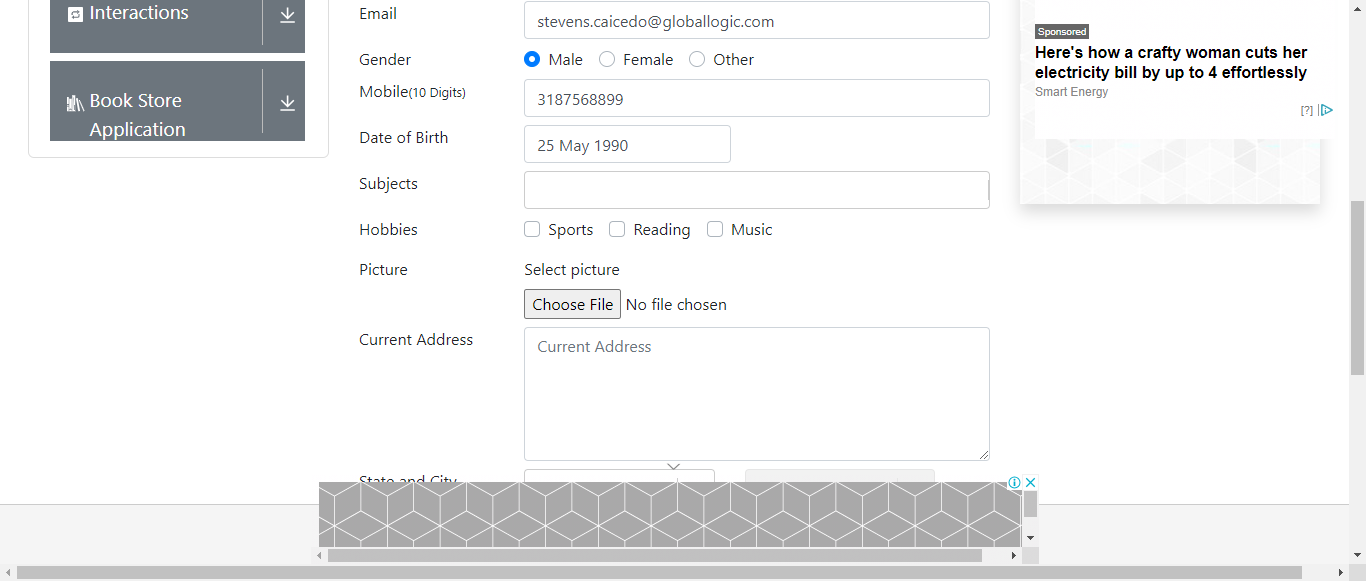 Interactions
Book Store
Application
Email
stevens.caicedo@globallogic.com
Gender
Male
Female
Other
Mobile(10 Digits)
3187568899
Date of Birth
25 May 1990
Subjects
Hobbies
Sports
Reading
Music
Picture
Select picture
Choose File No file chosen
Current Address
Current Address
State and City
Sponsored
Here's how a crafty woman cuts her
electricity bill by up to 4 effortlessly
Smart Energy
[?]